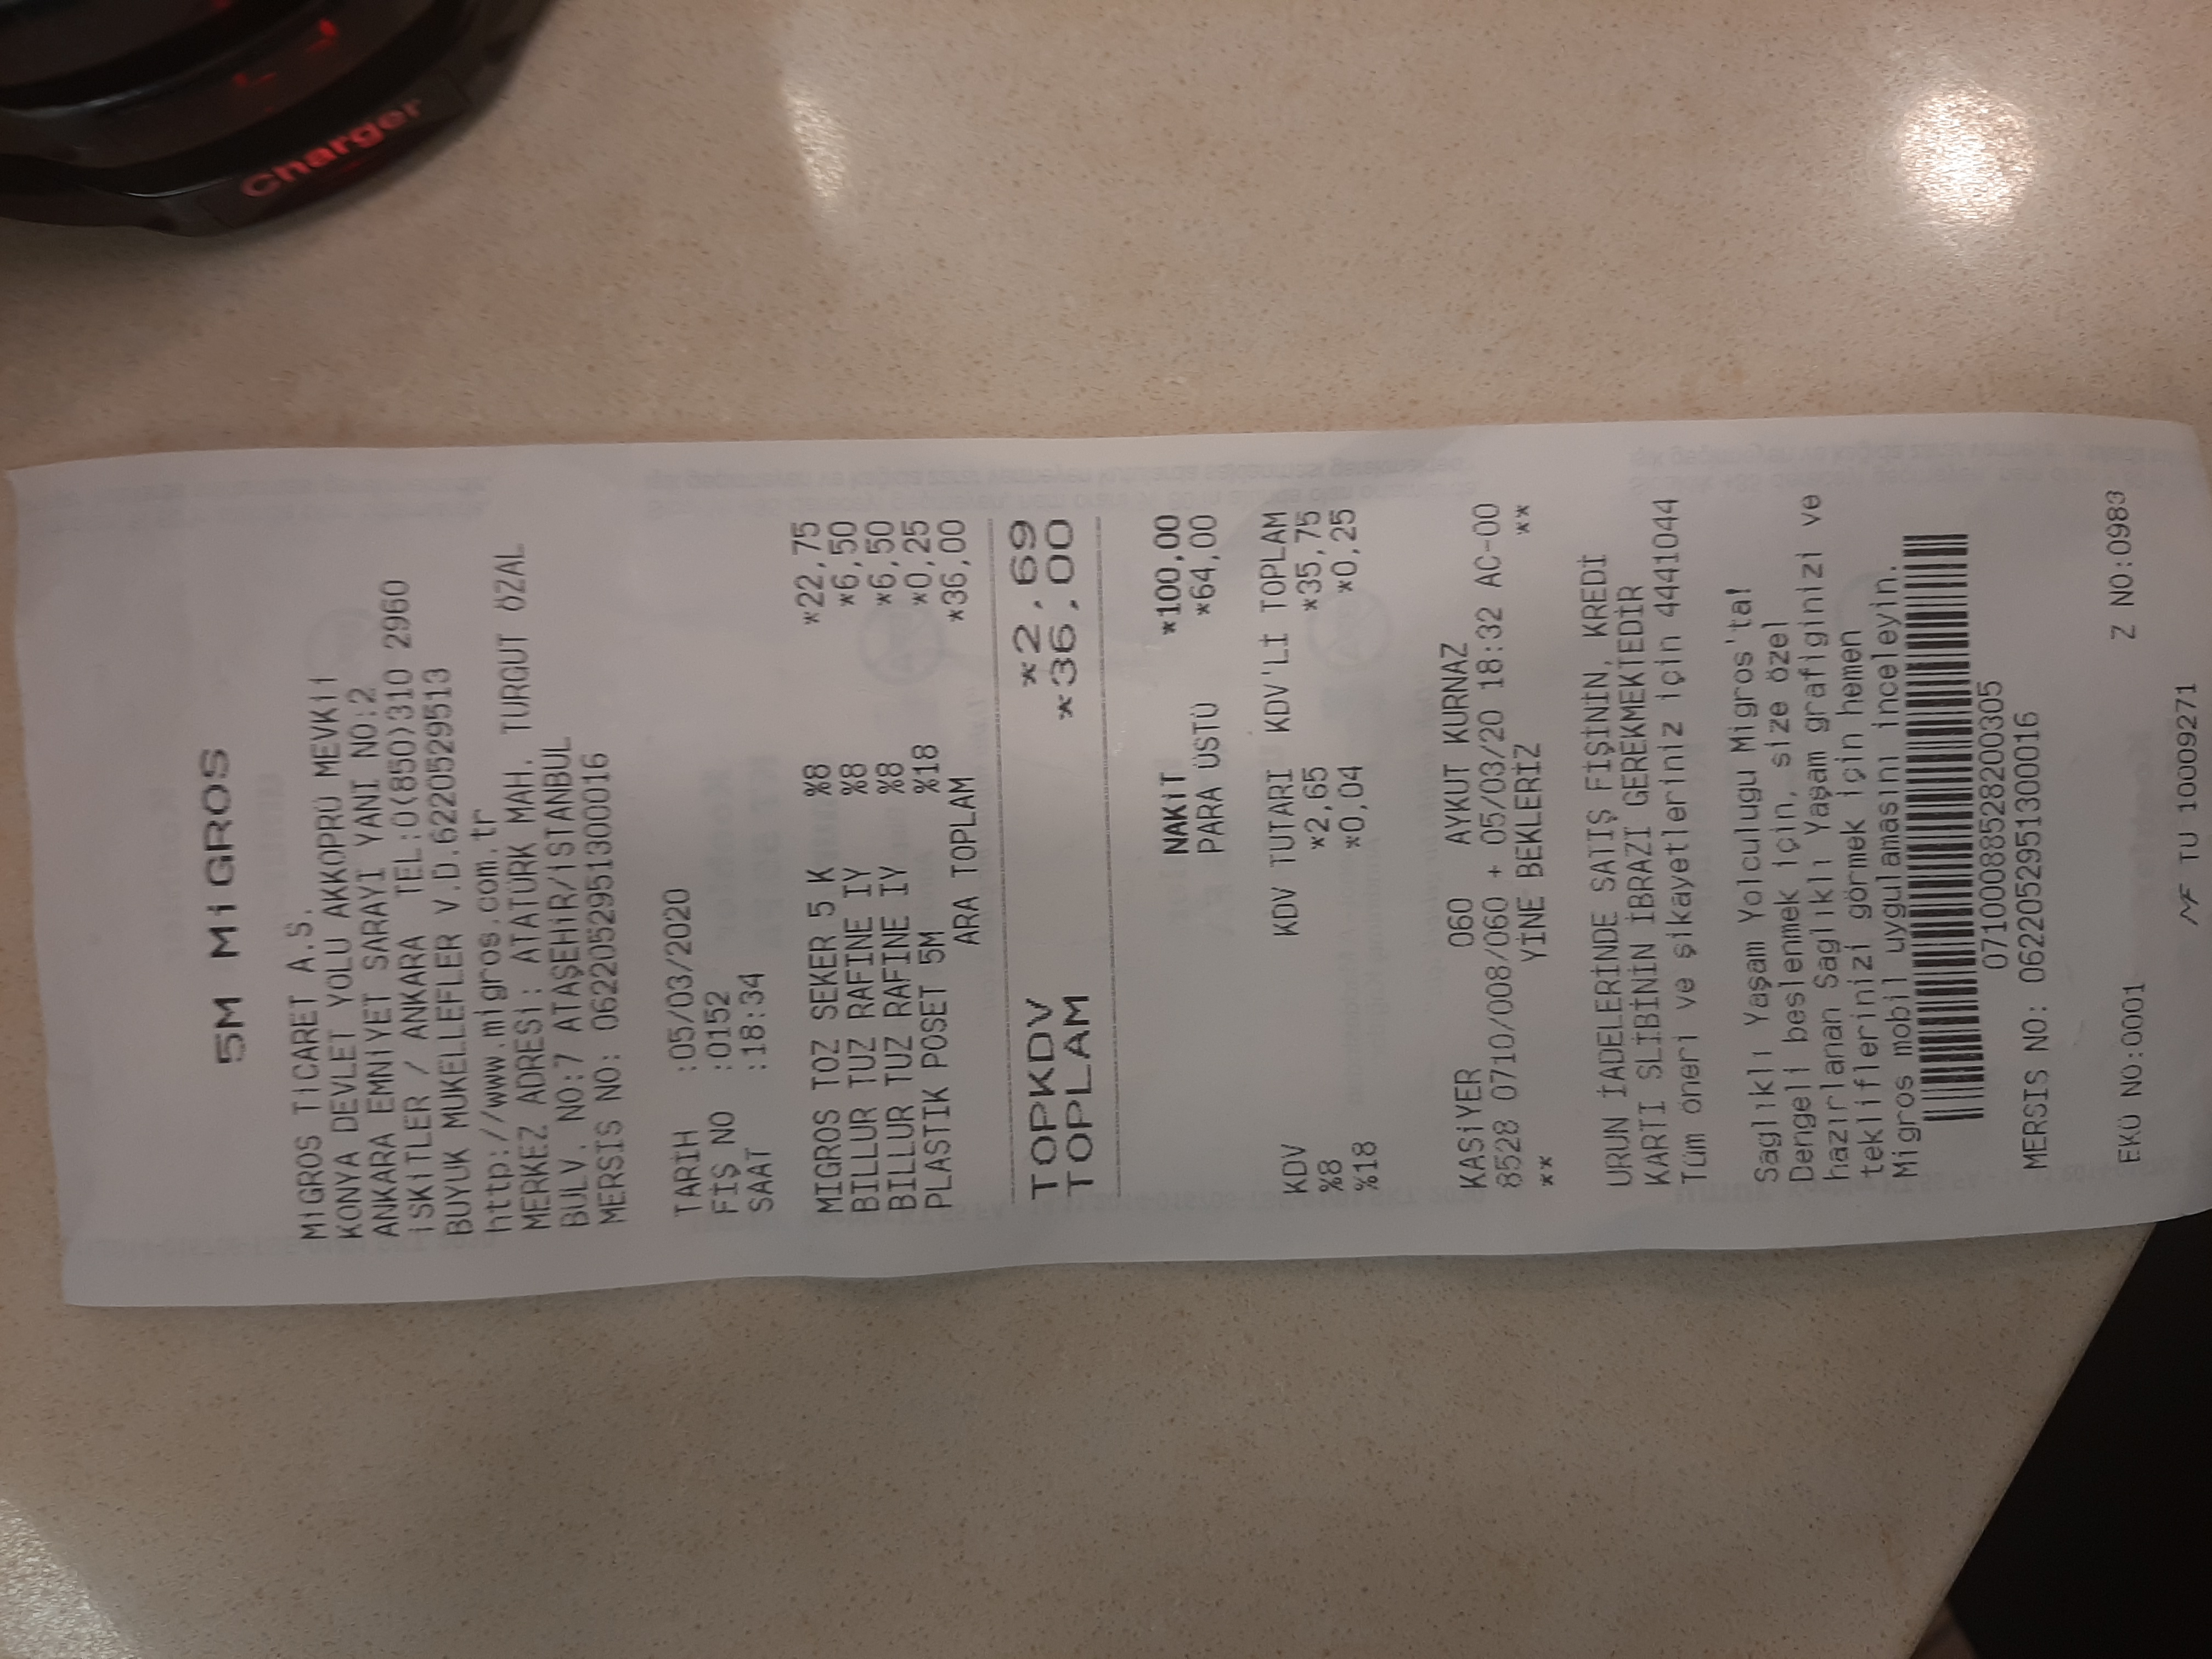 5M MiGROS
MiGROS TiCARET A.S.
KONYA DEVLET YOLU AKKOPRU MEVKii
ANKARA EMNiYET SARAYI YANI NO:2
iSKiTLER / ANKARA TEL:0(850)310 2960
BUYUK MUKELLEFLER V.D.6220529513
http://www.migros.com.tr
MERKEZ ADRESi: ATATÜRK MAH. TURGUT ÖZAL
BULV. NO:7 ATAŞEHiR/iSTANBUL
MERSIS NO: 0622052951300016
TARİH :05/03/2020
FİŞ NO :0152
SAAT :18:34
MIGROS TOZ SEKER 5 K %8 *22,75
BILLUR TUZ RAFINE IY %8 *6,50
BILLUR TUZ RAFINE IY %8 *6,50
PLASTIK POSET 5M %18 *0,25
ARA TOPLAM *36,00
TOPKDV *2,69
TOPLAM *36,00
NAKiT *100,00
PARA ÜSTÜ *64,00
KDV KDV TUTARI KDV'Lİ TOPLAM
%8 *2,65 *35,75
%18 *0,04 *0,25
KASiYER 060 AYKUT KURNAZ
8528 0710/008/060 + 05/03/20 18:32 AC-00
** YİNE BEKLERİZ **
URUN İADELERİNDE SATIŞ FİŞİNİN, KREDİ
KARTI SLİBİNİN İBRAZI GEREKMEKTEDİR
Tüm öneri ve şikayetleriniz için 4441044
Saglıklı Yaşam Yolculugu Migros'ta!
Dengeli beslenmek için, size özel
hazırlanan Saglıklı Yaşam grafiginizi ve
tekliflerinizi görmek için hemen
Migros mobil uygulamasını inceleyin.
07100088528200305
MERSIS NO: 0622052951300016
EKÜ NO:0001 Z NO:0983
MF TU 10009271
Charger